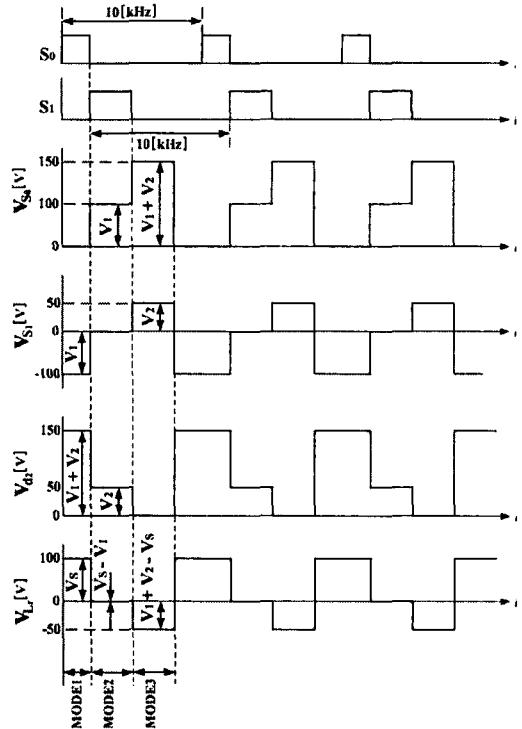 10[kHz]
S0
t
S1
t
10[kHz]
VS0[V]
150
100
0
V1
V1 + V2
t
VS1[V]
50
0
-100
V1
V2
t
Vd2[V]
150
50
0
V1 + V2
V2
t
VLr[V]
100
0
-50
VS
VS - V1
V1 + V2 - VS
t
MODE1
MODE2
MODE3